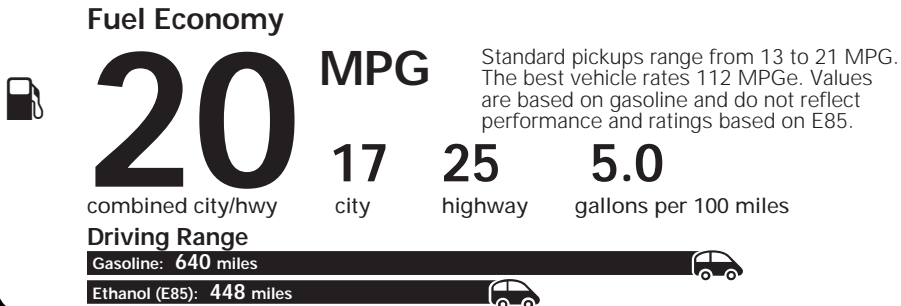 Fuel Economy
20
MPG
Standard pickups range from 13 to 21 MPG.
The best vehicle rates 112 MPGe. Values
are based on gasoline and do not reflect
performance and ratings based on E85.
17 25 5.0
combined city/hwy city highway gallons per 100 miles
Driving Range
Gasoline: 640 miles
Ethanol (E85): 448 miles